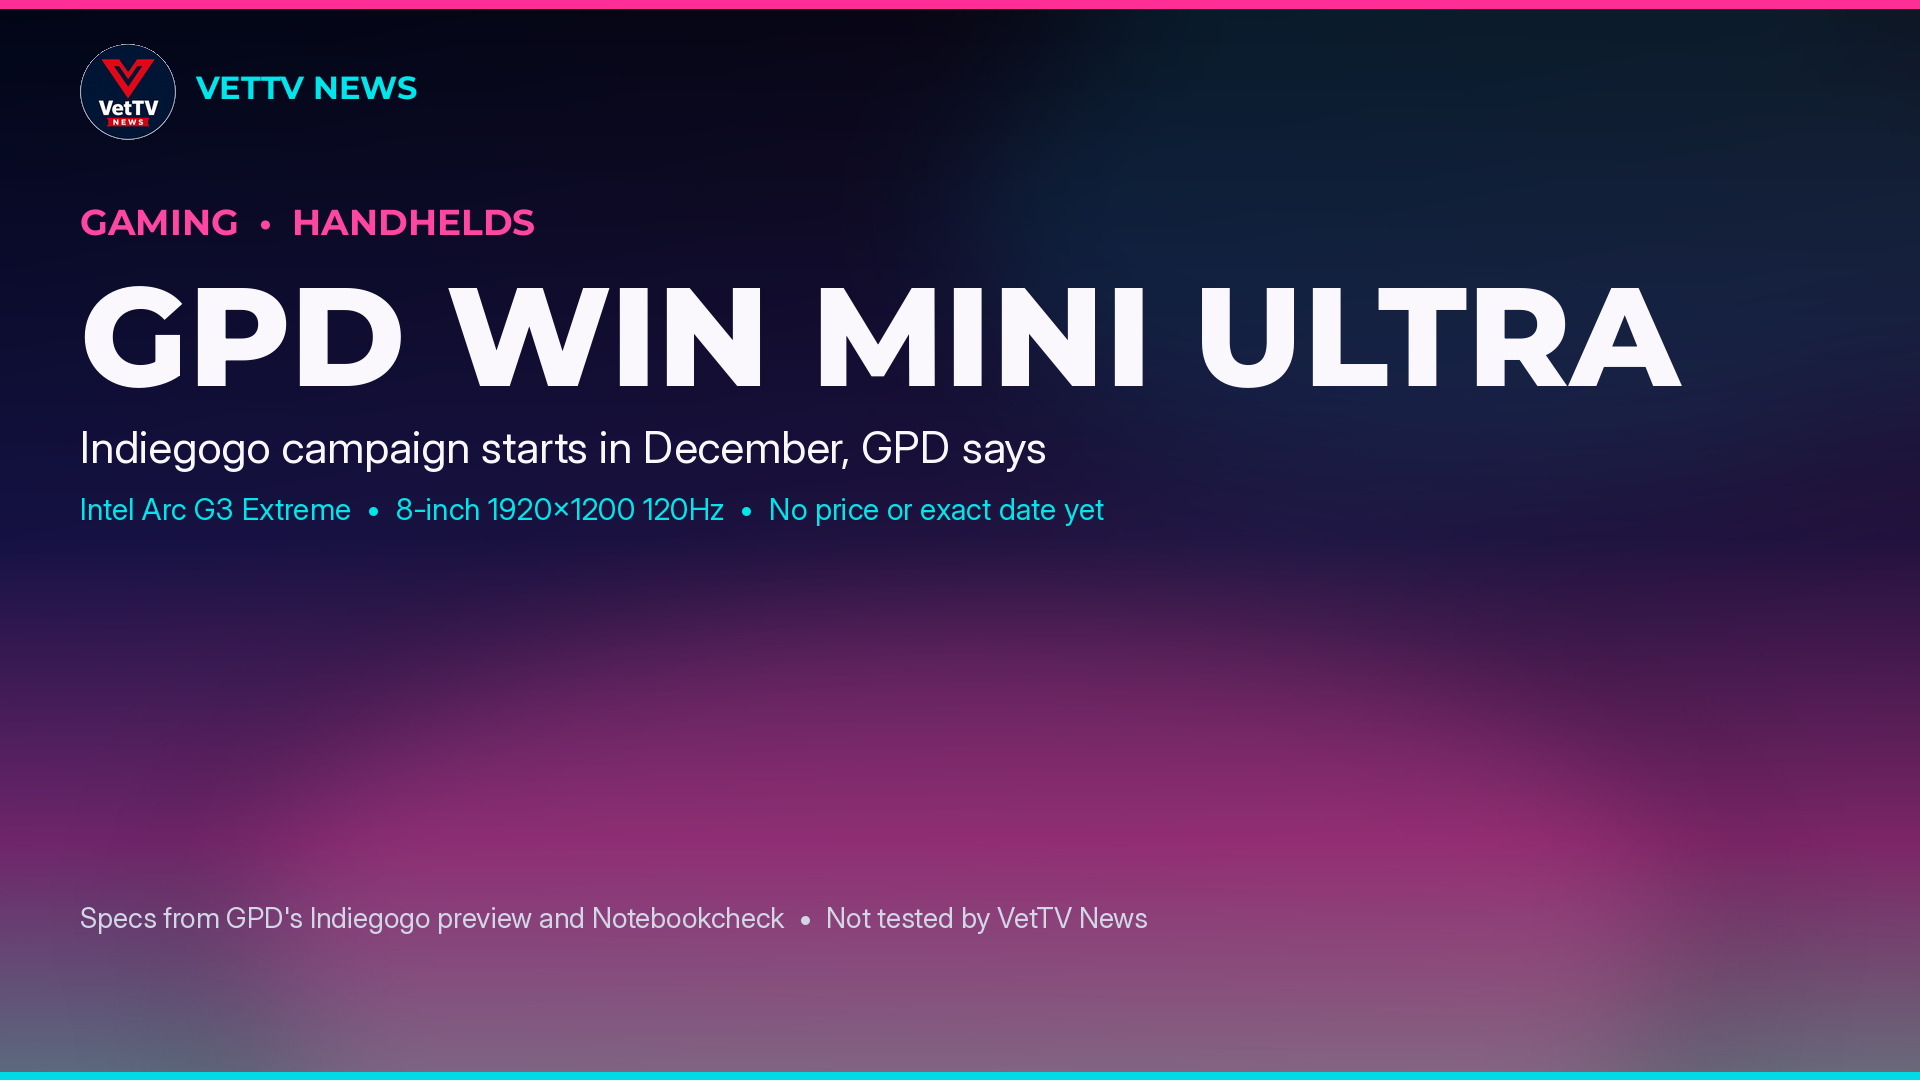 VetTV
NEWS
VETTV NEWS
GAMING • HANDHELDS
GPD WIN MINI ULTRA
Indiegogo campaign starts in December, GPD says
Intel Arc G3 Extreme • 8-inch 1920×1200 120Hz • No price or exact date yet
Specs from GPD's Indiegogo preview and Notebookcheck • Not tested by VetTV News